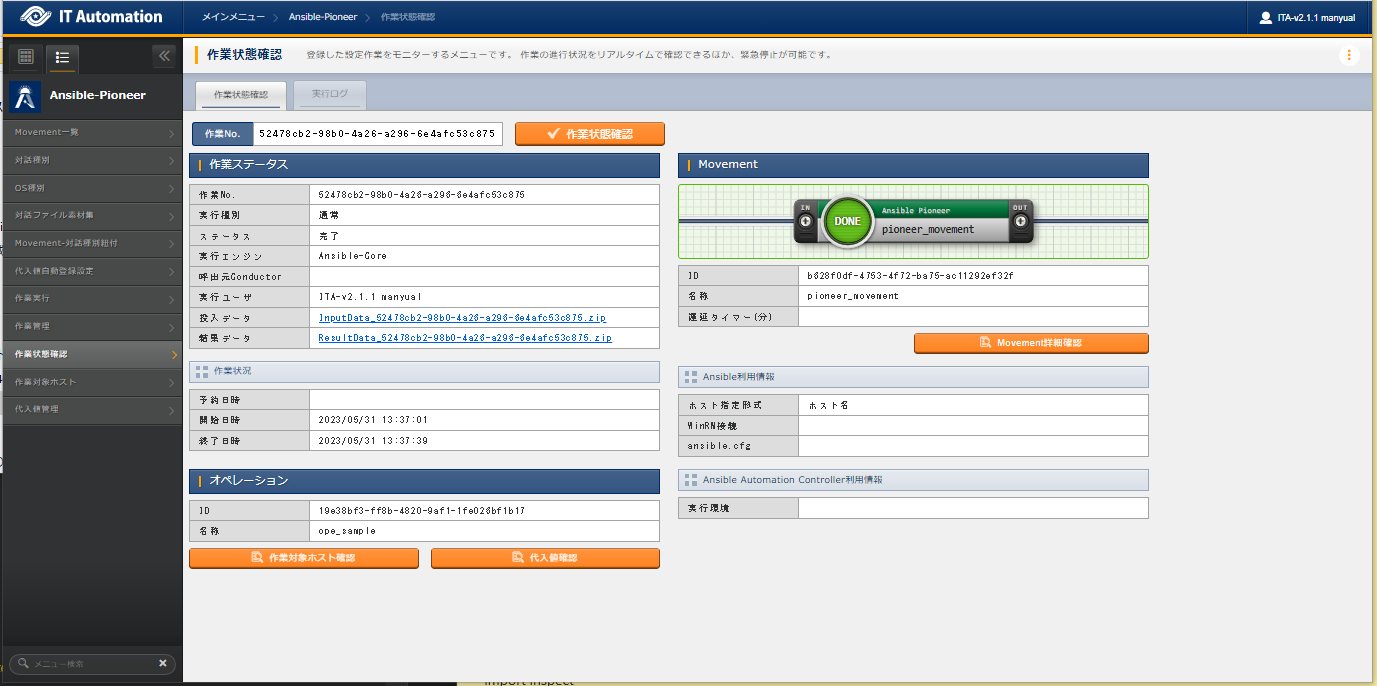 IT Automation
メインメニュー > Ansible-Pioneer > 作業状態確認
ITA-v2.1.1 manyual
作業状態確認 登録した設定作業をモニターするメニューです。 作業の進行状況をリアルタイムで確認できるほか、緊急停止が可能です。
Ansible-Pioneer
Movement一覧
対話種別
OS種別
対話ファイル素材集
Movement-対話種別紐付
代入値自動登録設定
作業実行
作業管理
作業状態確認
作業対象ホスト
代入値管理
メニュー検索
作業状態確認 実行ログ
作業No. 52478cb2-98b0-4a26-a296-6e4afc53c875 作業状態確認
作業ステータス
作業No. 52478cb2-98b0-4a26-a296-6e4afc53c875
実行種別 通常
ステータス 完了
実行エンジン Ansible-Core
呼出元Conductor
実行ユーザ ITA-v2.1.1 manyual
投入データ InputData_52478cb2-98b0-4a26-a296-6e4afc53c875.zip
結果データ ResultData_52478cb2-98b0-4a26-a296-6e4afc53c875.zip
作業状況
予約日時
開始日時 2023/05/31 13:37:01
終了日時 2023/05/31 13:37:39
オペレーション
ID 19e38bf3-ff8b-4820-9af1-1fe026bf1b17
名称 ope_sample
作業対象ホスト確認 代入値確認
Movement
IN DONE Ansible Pioneer OUT
pioneer_movement
ID b628f0df-4753-4f72-ba75-ac11292ef32f
名称 pioneer_movement
遅延タイマー(分)
Movement詳細確認
Ansible利用情報
ホスト指定形式 ホスト名
WinRM接続
ansible.cfg
Ansible Automation Controller利用情報
実行環境